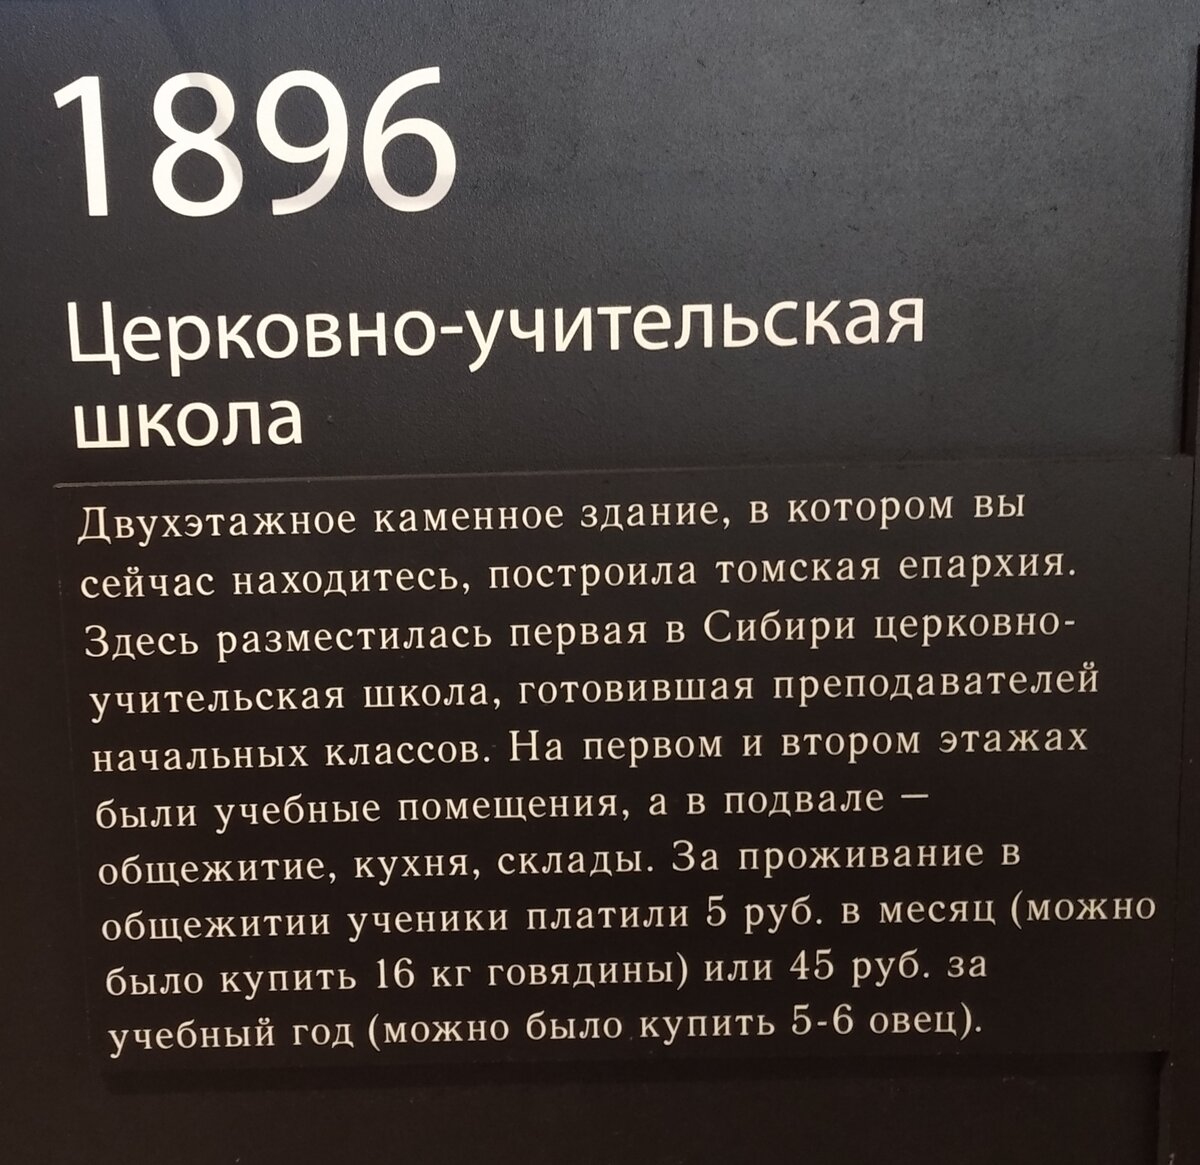 1896
Церковно-учительская
школа
Двухэтажное каменное здание, в котором вы
сейчас находитесь, построила томская епархия.
Здесь разместилась первая в Сибири церковно-
учительская школа, готовившая преподавателей
начальных классов. На первом и втором этажах
были учебные помещения, а в подвале —
общежитие, кухня, склады. За проживание в
общежитии ученики платили 5 руб. в месяц (можно
было купить 16 кг говядины) или 45 руб. за
учебный год (можно было купить 5-6 овец).